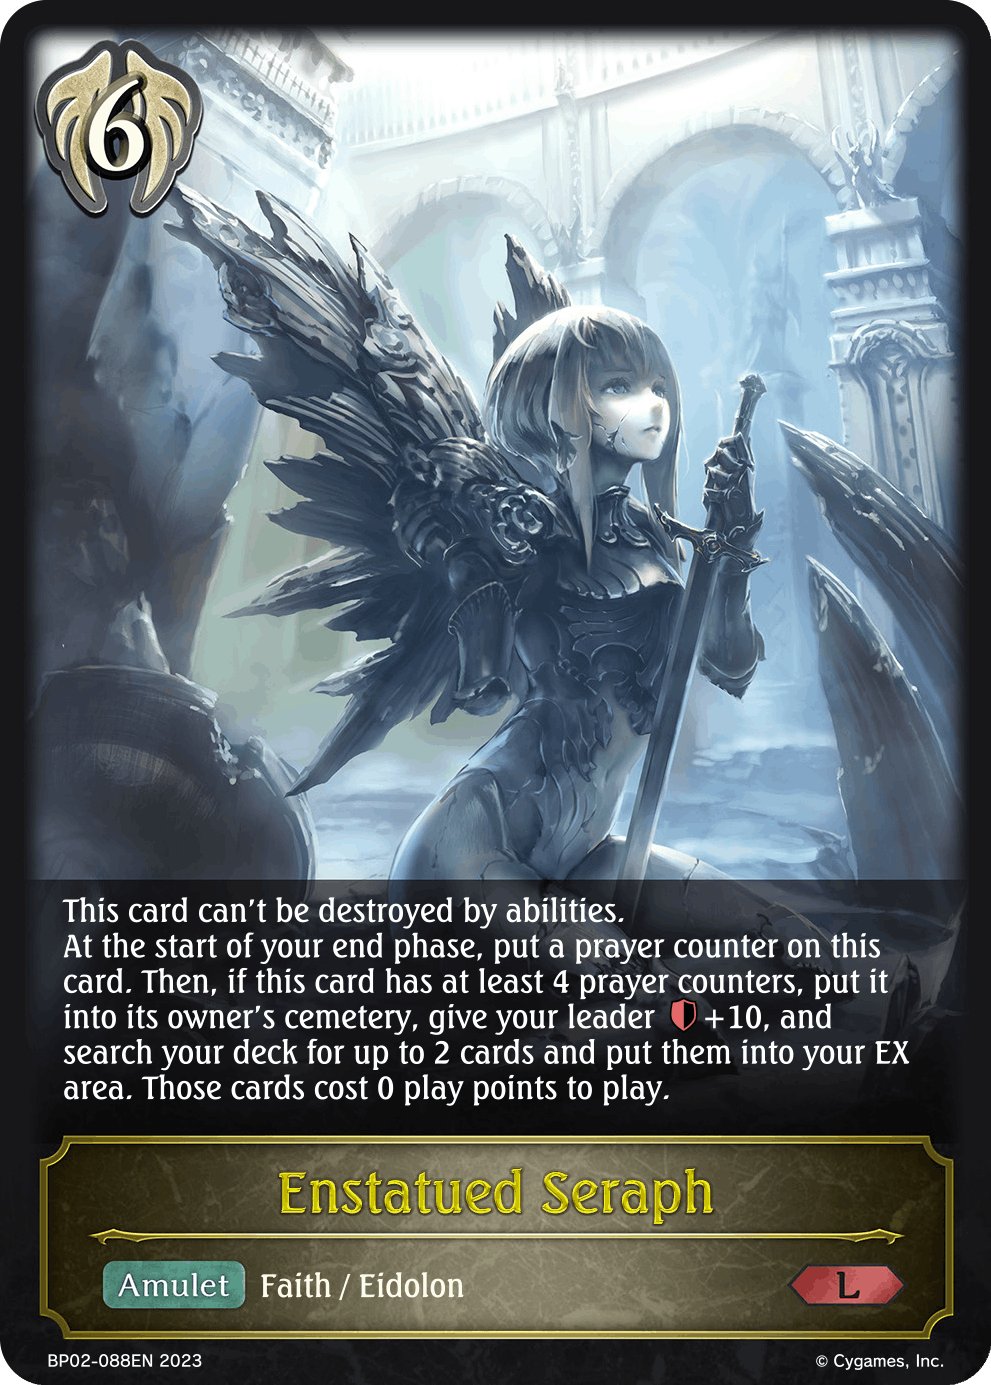 6
This card can't be destroyed by abilities.
At the start of your end phase, put a prayer counter on this
card. Then, if this card has at least 4 prayer counters, put it
into its owner's cemetery, give your leader +10, and
search your deck for up to 2 cards and put them into your EX
area. Those cards cost 0 play points to play.
Enstatued Seraph
Amulet Faith / Eidolon L
BP02-088EN 2023 © Cygames, Inc.